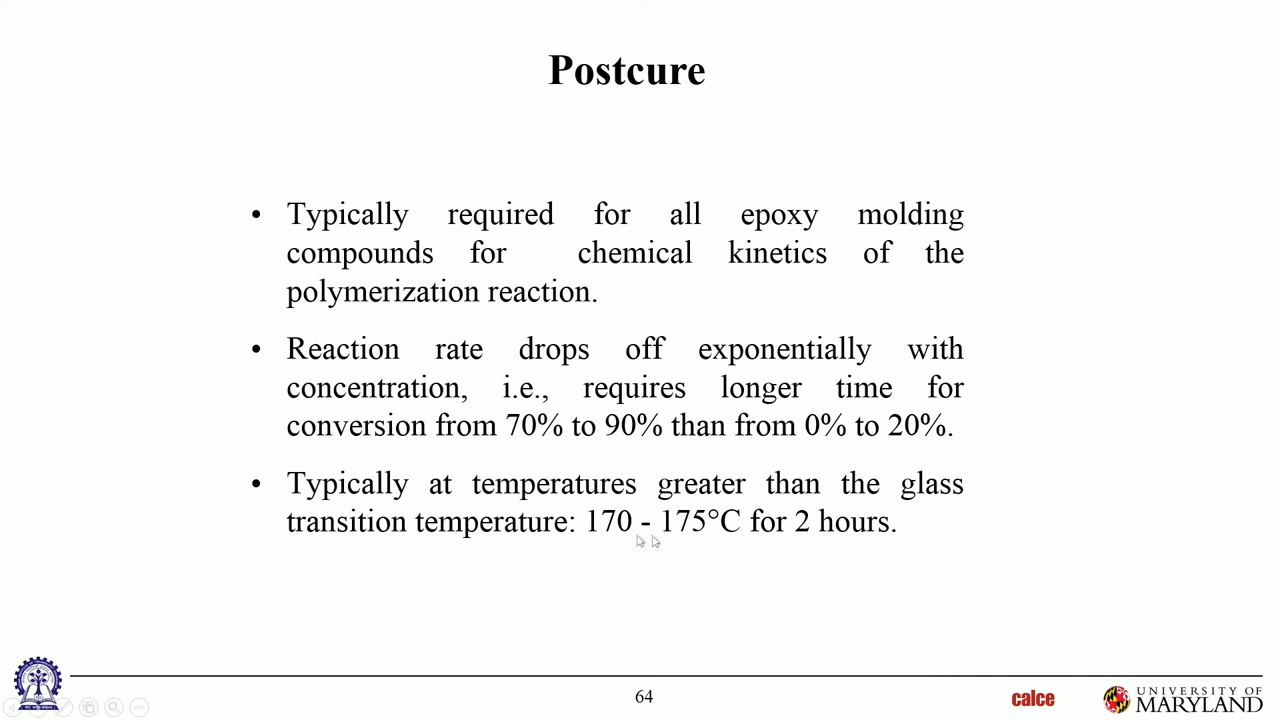 Postcure
• Typically required for all epoxy molding
compounds for chemical kinetics of the
polymerization reaction.
• Reaction rate drops off exponentially with
concentration, i.e., requires longer time for
conversion from 70% to 90% than from 0% to 20%.
• Typically at temperatures greater than the glass
transition temperature: 170 - 175°C for 2 hours.
64
calce
UNIVERSITY OF
MARYLAND